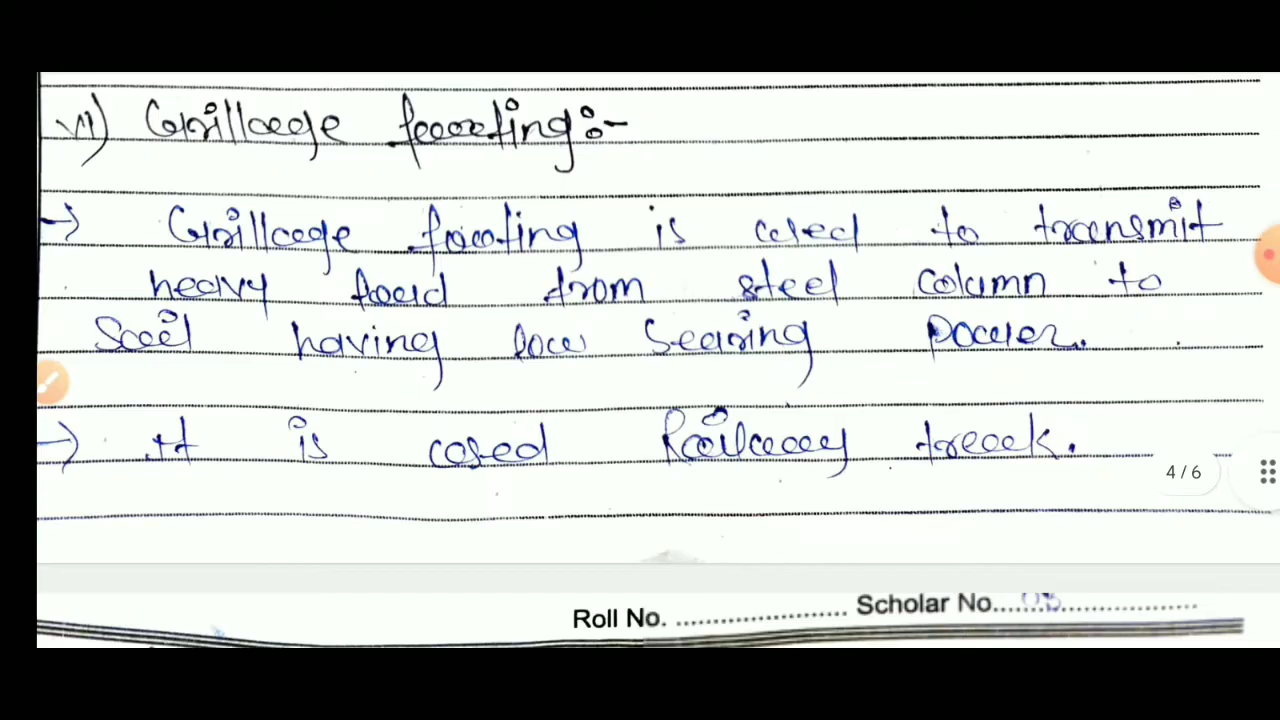 vi) Grillage footing:-
→ Grillage footing is used to transmit
heavy load from steel column to
Soil having low bearing power.
→ It is used Railway track.
4 / 6
Roll No. .................... Scholar No....03....................